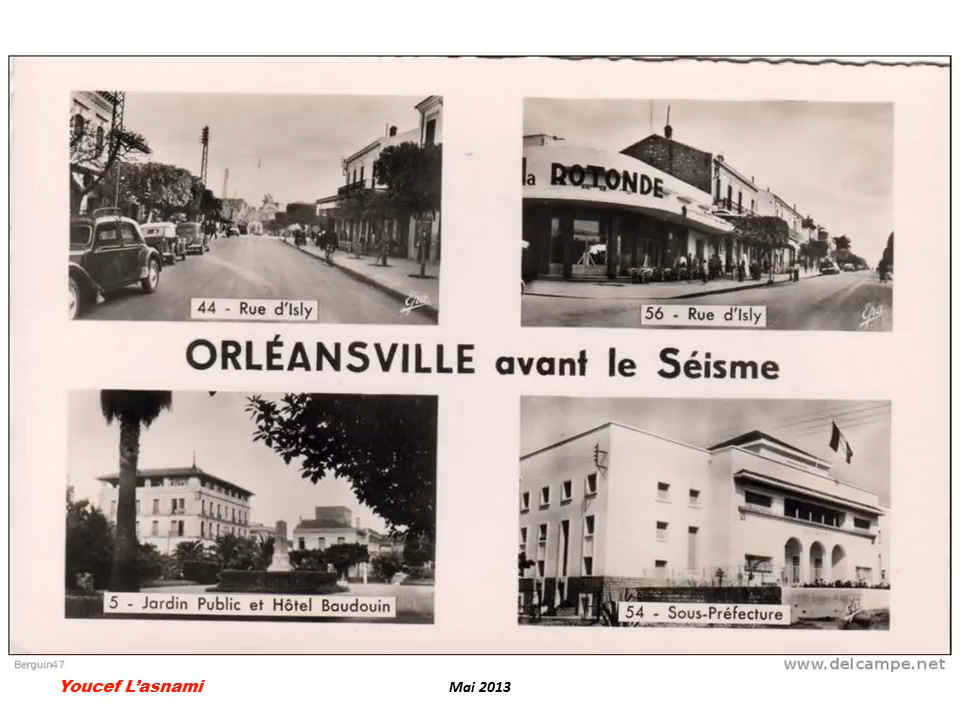 la ROTONDE
44 - Rue d'Isly
56 - Rue d'Isly
ORLÉANSVILLE avant le Séisme
5 - Jardin Public et Hôtel Baudouin
54 - Sous-Préfecture
Berguin47
www.delcampe.net
Youcef L'asnami
Mai 2013